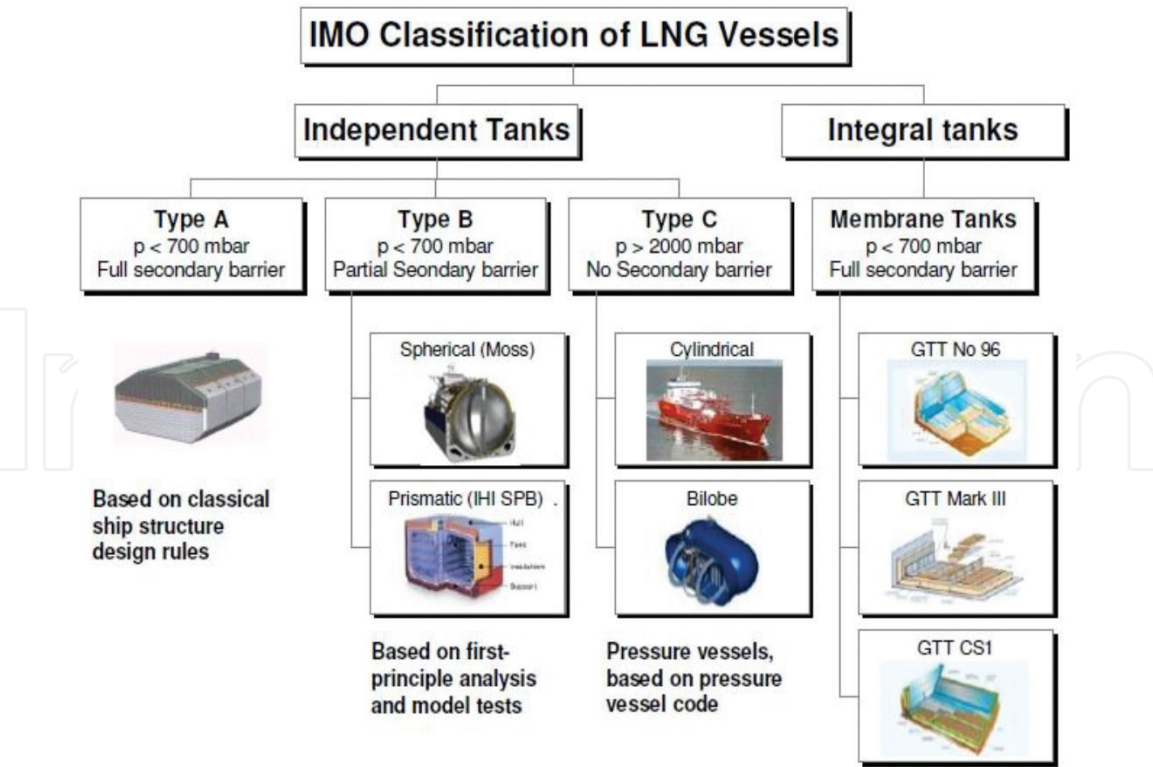 IMO Classification of LNG Vessels
Independent Tanks
Integral tanks
Type A
p < 700 mbar
Full secondary barrier
Type B
p < 700 mbar
Partial Seondary barrier
Type C
p > 2000 mbar
No Secondary barrier
Membrane Tanks
p < 700 mbar
Full secondary barrier
Based on classical
ship structure
design rules
Spherical (Moss)
Prismatic (IHI SPB) .
Hull
Tank
Insulation
Support
Based on first-
principle analysis
and model tests
Cylindrical
Bilobe
Pressure vessels,
based on pressure
vessel code
GTT No 96
GTT Mark III
GTT CS1